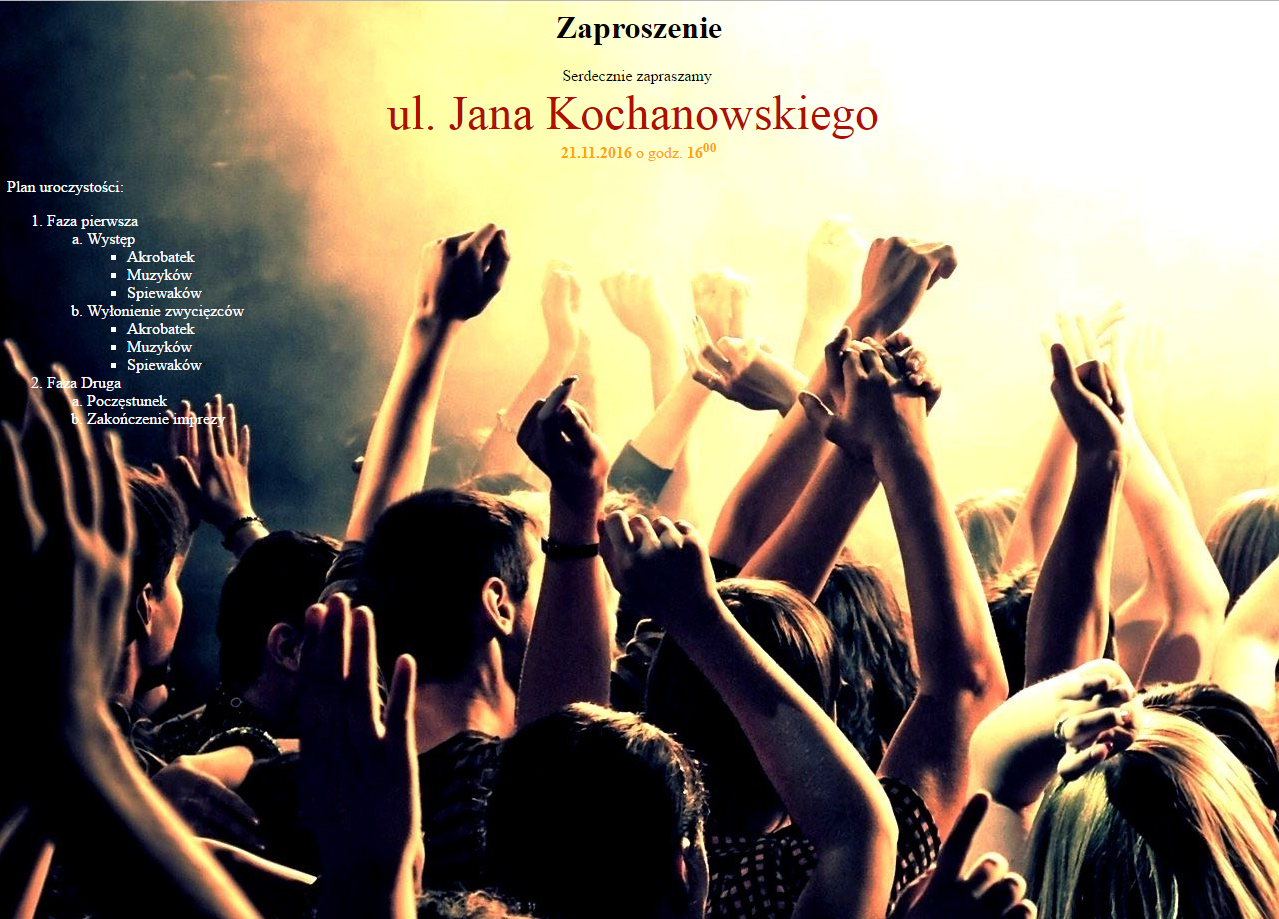 Zaproszenie
Serdecznie zapraszamy
ul. Jana Kochanowskiego
21.11.2016 o godz. 16⁰⁰
Plan uroczystości:
1. Faza pierwsza
a. Występ
▪ Akrobatek
▪ Muzyków
▪ Spiewaków
b. Wyłonienie zwycięzców
▪ Akrobatek
▪ Muzyków
▪ Spiewaków
2. Faza Druga
a. Poczęstunek
b. Zakończenie imprezy